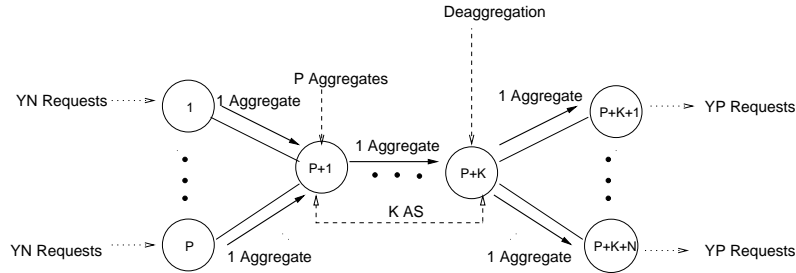 Deaggregation
P Aggregates
YN Requests
1
1 Aggregate
1 Aggregate
P+K+1
YP Requests
P+1
1 Aggregate
P+K
K AS
YN Requests
P
1 Aggregate
1 Aggregate
P+K+N
YP Requests